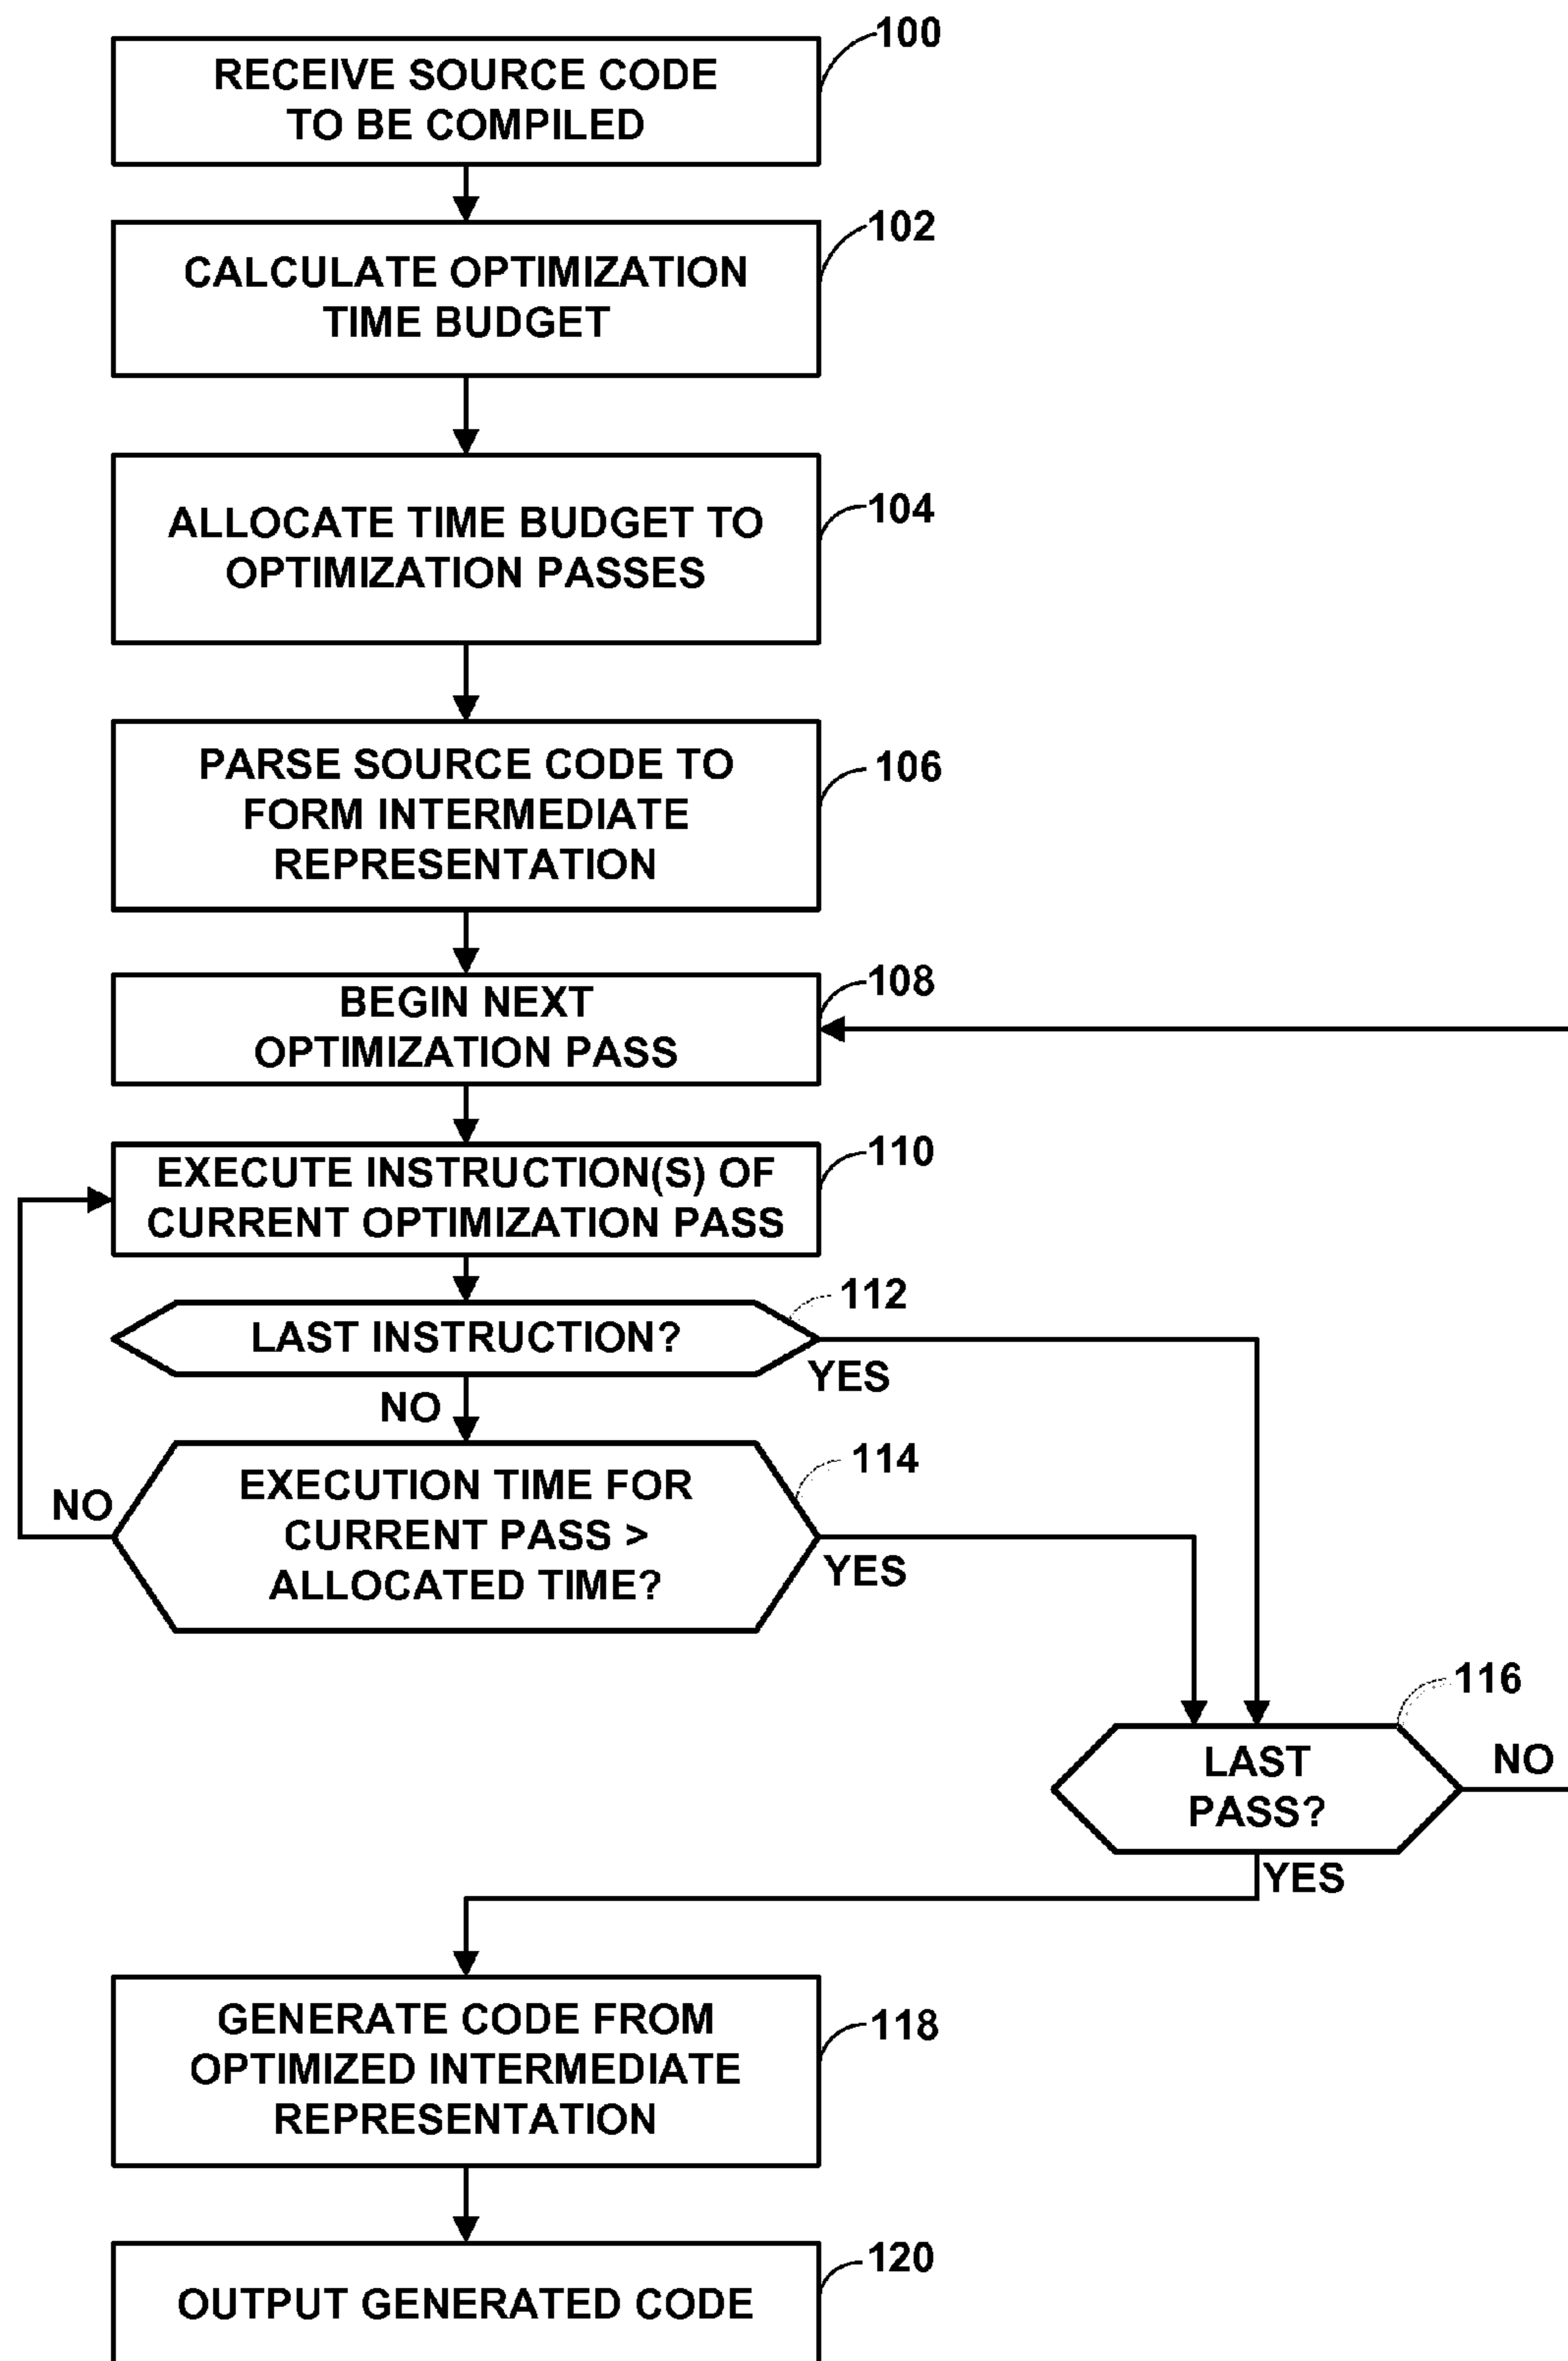 100
RECEIVE SOURCE CODE
TO BE COMPILED
102
CALCULATE OPTIMIZATION
TIME BUDGET
104
ALLOCATE TIME BUDGET TO
OPTIMIZATION PASSES
106
PARSE SOURCE CODE TO
FORM INTERMEDIATE
REPRESENTATION
108
BEGIN NEXT
OPTIMIZATION PASS
110
EXECUTE INSTRUCTION(S) OF
CURRENT OPTIMIZATION PASS
112
LAST INSTRUCTION?
YES
NO
114
EXECUTION TIME FOR
CURRENT PASS >
ALLOCATED TIME?
NO
YES
116
LAST
PASS?
NO
YES
118
GENERATE CODE FROM
OPTIMIZED INTERMEDIATE
REPRESENTATION
120
OUTPUT GENERATED CODE